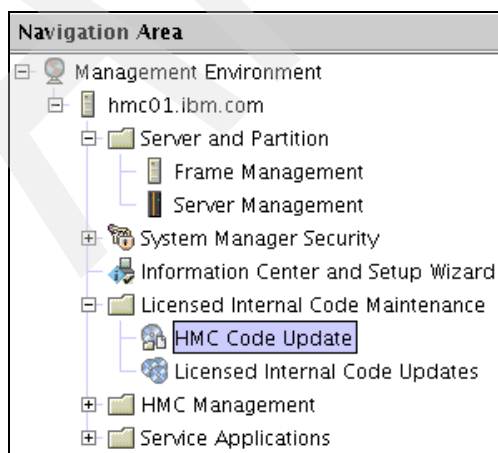 Navigation Area
Management Environment
hmc01.ibm.com
Server and Partition
Frame Management
Server Management
System Manager Security
Information Center and Setup Wizard
Licensed Internal Code Maintenance
HMC Code Update
Licensed Internal Code Updates
HMC Management
Service Applications